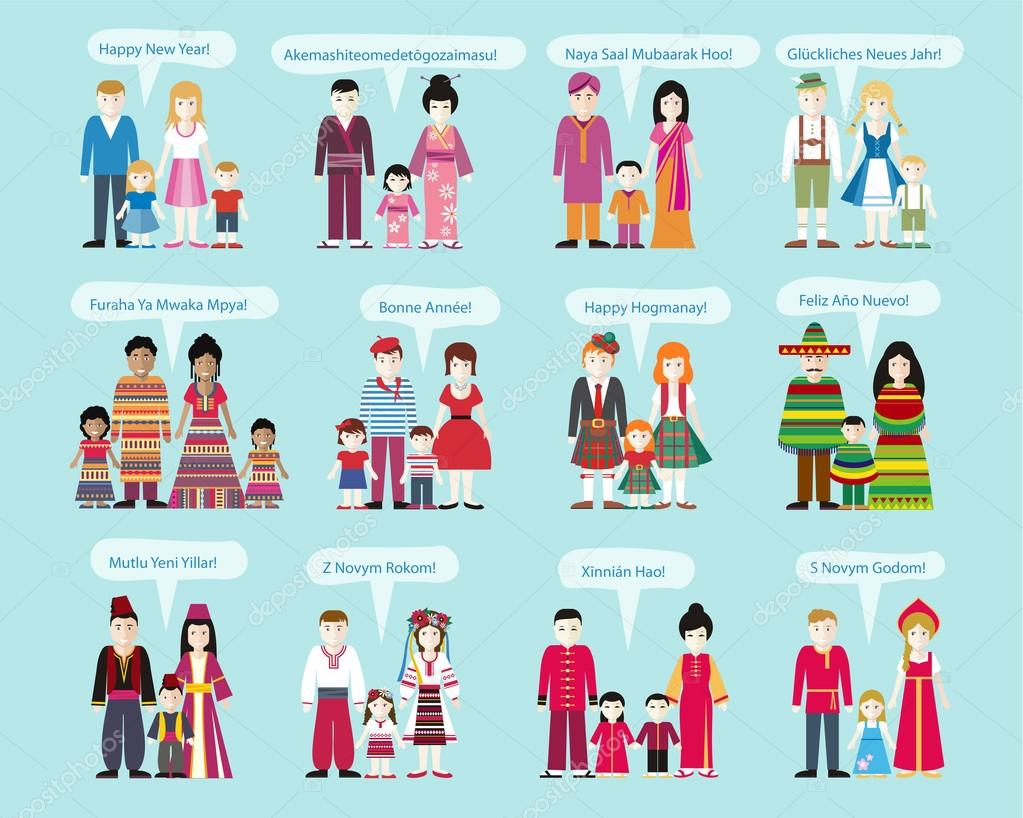 Happy New Year!
Akemashiteomedetōgozaimasu!
Naya Saal Mubaarak Hoo!
Glückliches Neues Jahr!
Furaha Ya Mwaka Mpya!
Bonne Année!
Happy Hogmanay!
Feliz Año Nuevo!
Mutlu Yeni Yillar!
Z Novym Rokom!
Xīnnián Hao!
S Novym Godom!
depositphotos